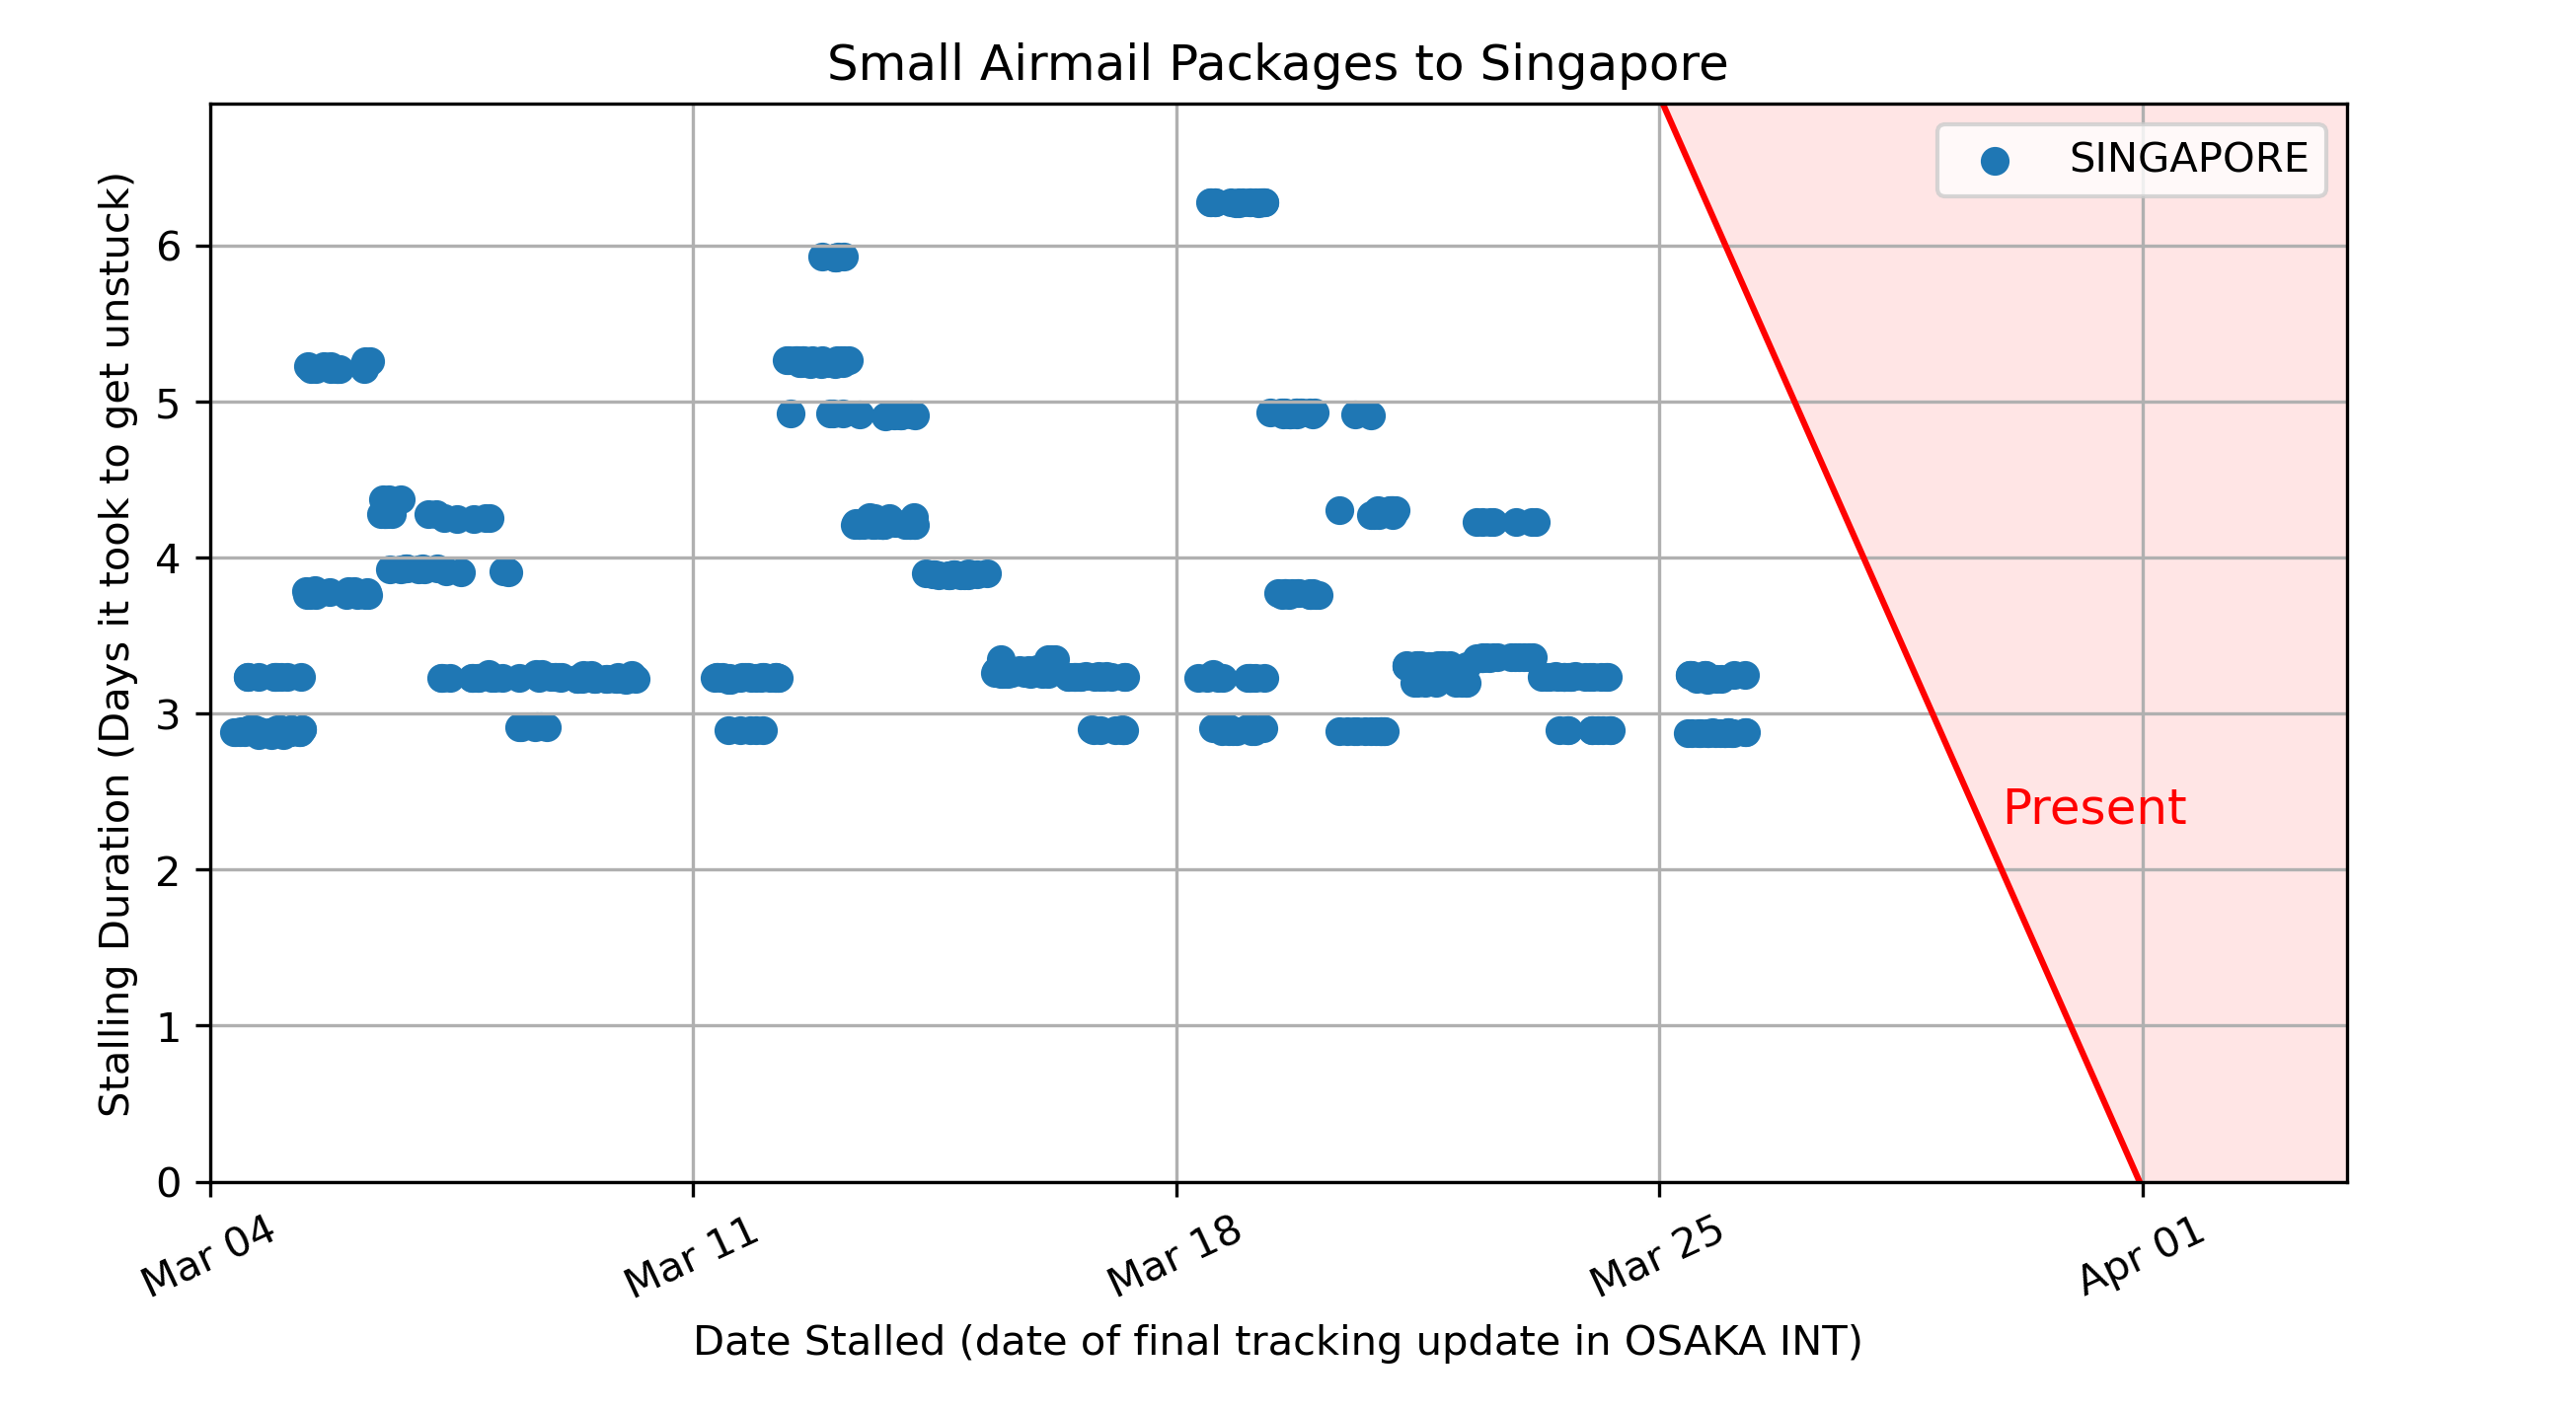 Small Airmail Packages to Singapore
SINGAPORE
Stalling Duration (Days it took to get unstuck)
6
5
4
3
2
1
0
Present
Mar 04
Mar 11
Mar 18
Mar 25
Apr 01
Date Stalled (date of final tracking update in OSAKA INT)